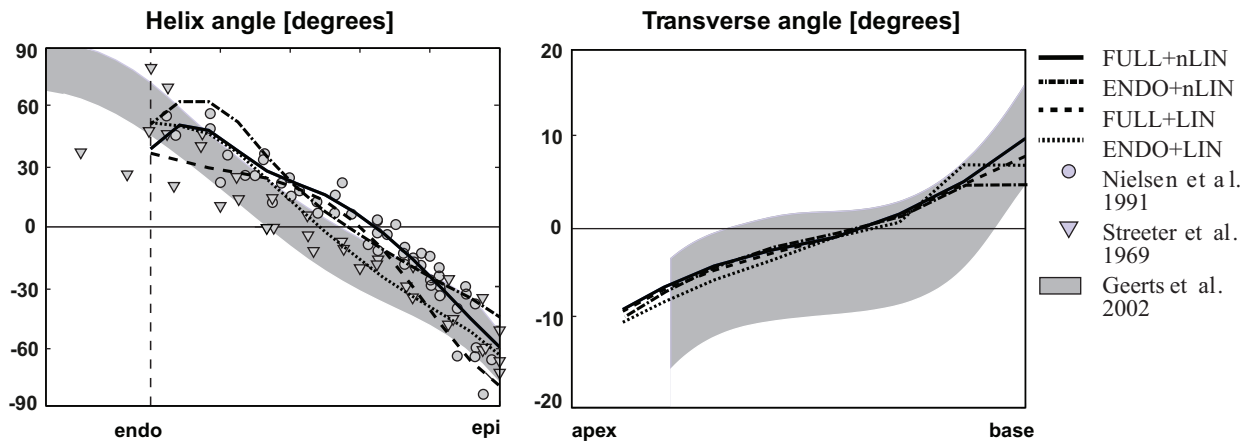 Helix angle [degrees]
90
60
30
0
-30
-60
-90
endo
epi
Transverse angle [degrees]
20
10
0
-10
-20
apex
base
FULL+nLIN
ENDO+nLIN
FULL+LIN
ENDO+LIN
Nielsen et al.
1991
Streeter et al.
1969
Geerts et al.
2002